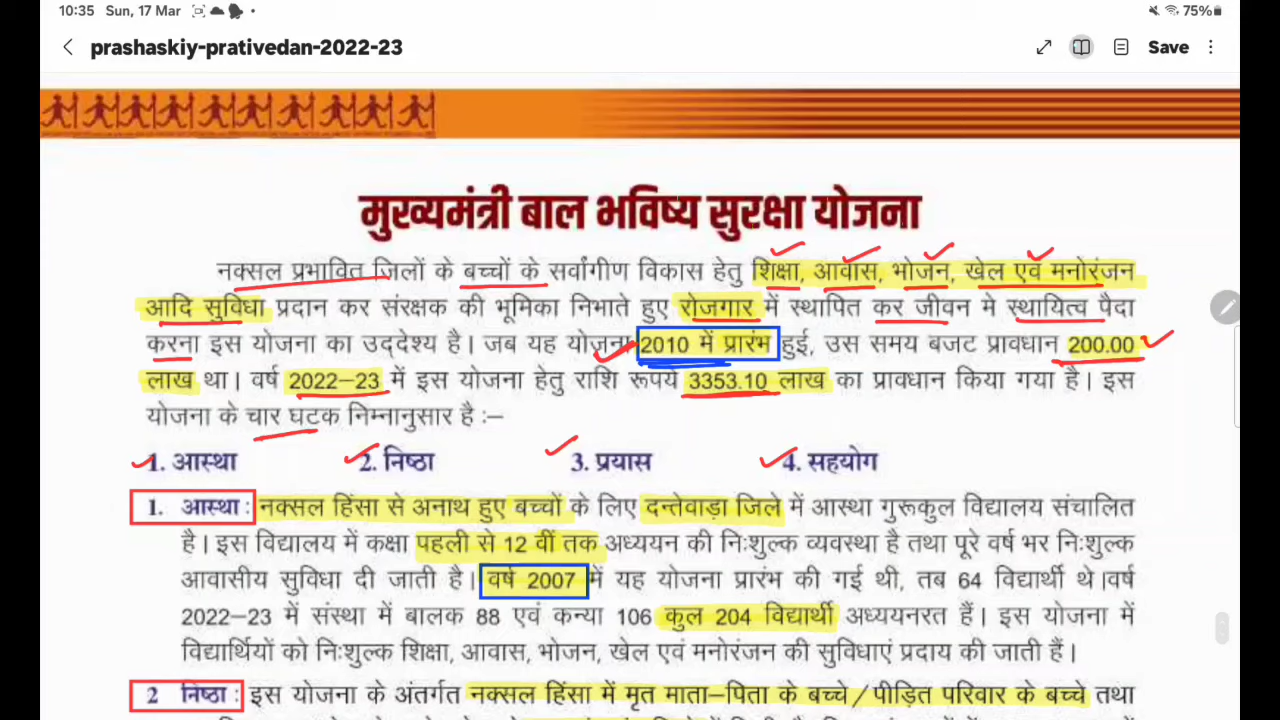 10:35 Sun, 17 Mar
75%
prashaskiy-prativedan-2022-23
Save
मुख्यमंत्री बाल भविष्य सुरक्षा योजना
नक्सल प्रभावित जिलों के बच्चों के सर्वांगीण विकास हेतु शिक्षा, आवास, भोजन, खेल एवं मनोरंजन
आदि सुविधा प्रदान कर संरक्षक की भूमिका निभाते हुए रोजगार में स्थापित कर जीवन मे स्थायित्व पैदा
करना इस योजना का उद्देश्य है। जब यह योजना 2010 में प्रारंभ हुई, उस समय बजट प्रावधान 200.00
लाख था। वर्ष 2022–23 में इस योजना हेतु राशि रूपये 3353.10 लाख का प्रावधान किया गया है। इस
योजना के चार घटक निम्नानुसार है :–
1. आस्था 2. निष्ठा 3. प्रयास 4. सहयोग
1. आस्था : नक्सल हिंसा से अनाथ हुए बच्चों के लिए दन्तेवाड़ा जिले में आस्था गुरूकुल विद्यालय संचालित
है। इस विद्यालय में कक्षा पहली से 12 वीं तक अध्ययन की निःशुल्क व्यवस्था है तथा पूरे वर्ष भर निःशुल्क
आवासीय सुविधा दी जाती है। वर्ष 2007 में यह योजना प्रारंभ की गई थी, तब 64 विद्यार्थी थे।वर्ष
2022–23 में संस्था में बालक 88 एवं कन्या 106 कुल 204 विद्यार्थी अध्ययनरत हैं। इस योजना में
विद्यार्थियों को निःशुल्क शिक्षा, आवास, भोजन, खेल एवं मनोरंजन की सुविधाएं प्रदाय की जाती हैं।
2 निष्ठा : इस योजना के अंतर्गत नक्सल हिंसा में मृत माता–पिता के बच्चे/पीड़ित परिवार के बच्चे तथा